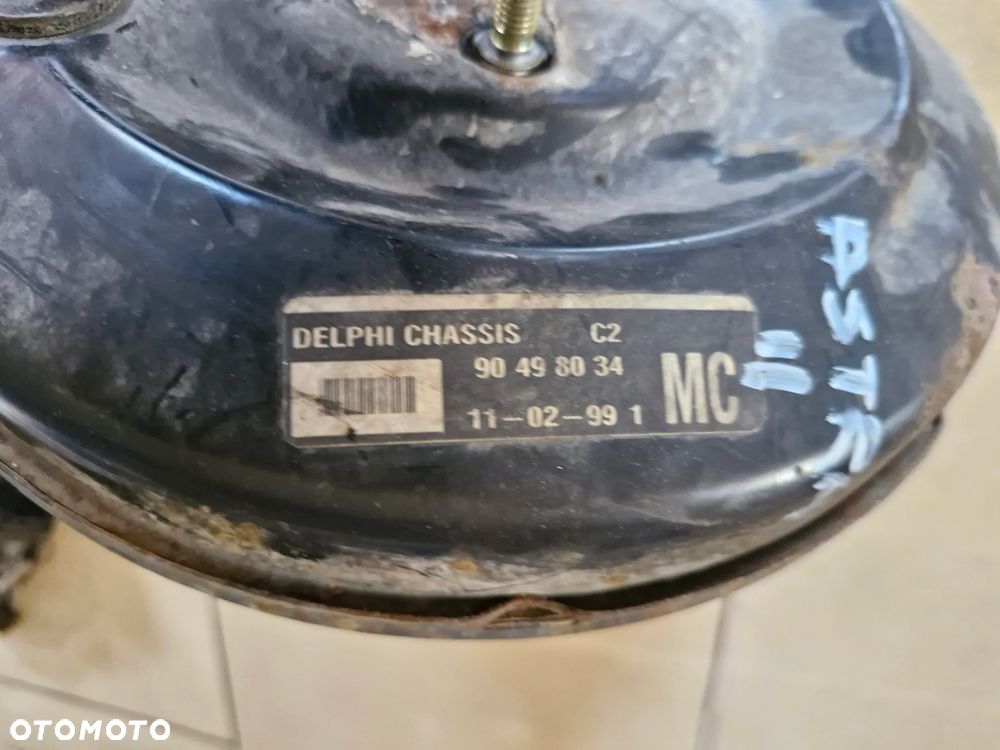 DELPHI CHASSIS C2
90 49 80 34
11-02-99 1
MC
ASTRA
II
OTOMOTO